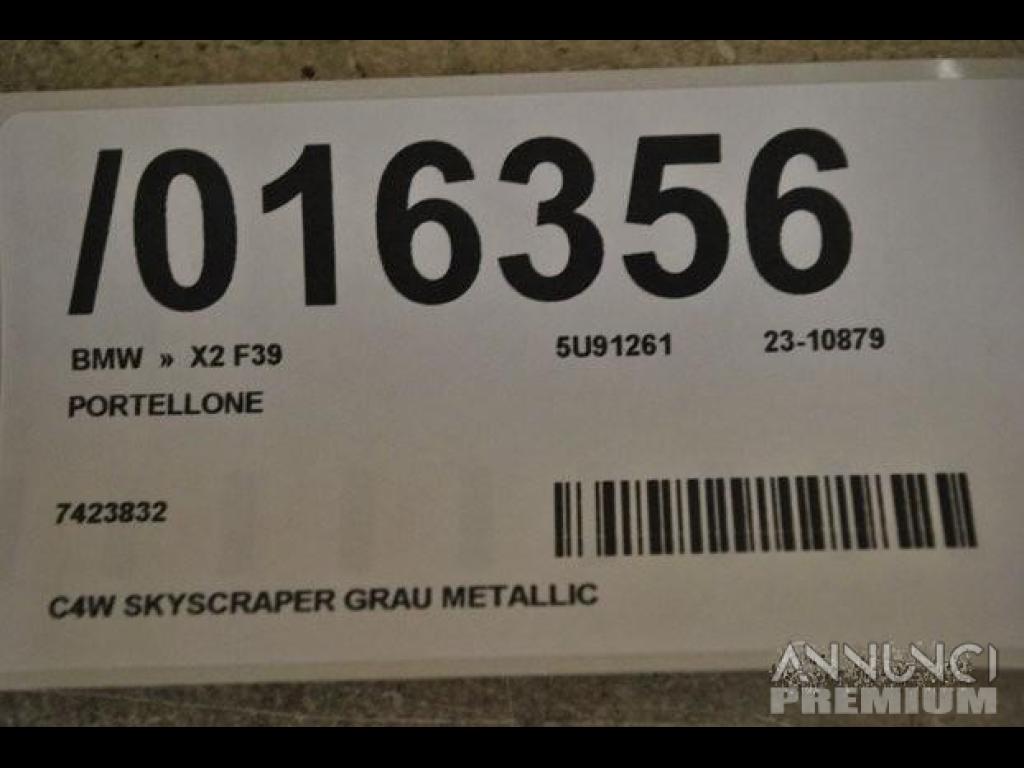 /016356
BMW » X2 F39 5U91261 23-10879
PORTELLONE
7423832
C4W SKYSCRAPER GRAU METALLIC
ANNUNCI
PREMIUM